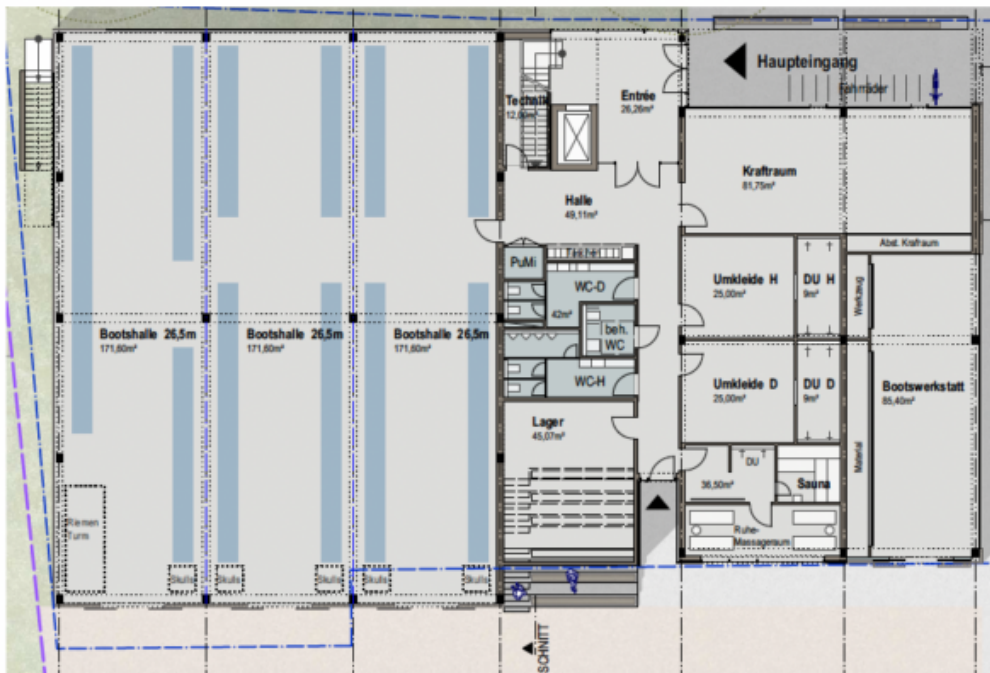 Haupteingang
Fahrräder
Technik
Entrée
26,26m²
Kraftraum
81,75m²
Halle
49,11m²
Abst. Krafraum
PuMi
WC-D
42m²
beh.
WC
WC-H
Umkleide H
25,00m²
DU H
9m²
Werkzeug
Bootshalle 26,5m
171,60m²
Bootshalle 26,5m
171,60m²
Bootshalle 26,5m
171,60m²
Umkleide D
25,00m²
DU D
9m²
Bootswerkstatt
85,40m²
Lager
45,07m²
Material
DU
36,50m²
Sauna
Riemen
Turm
Ruhe-
Massageraum
Skulls
Skulls
Skulls
Skulls
Skulls
SCHNITT